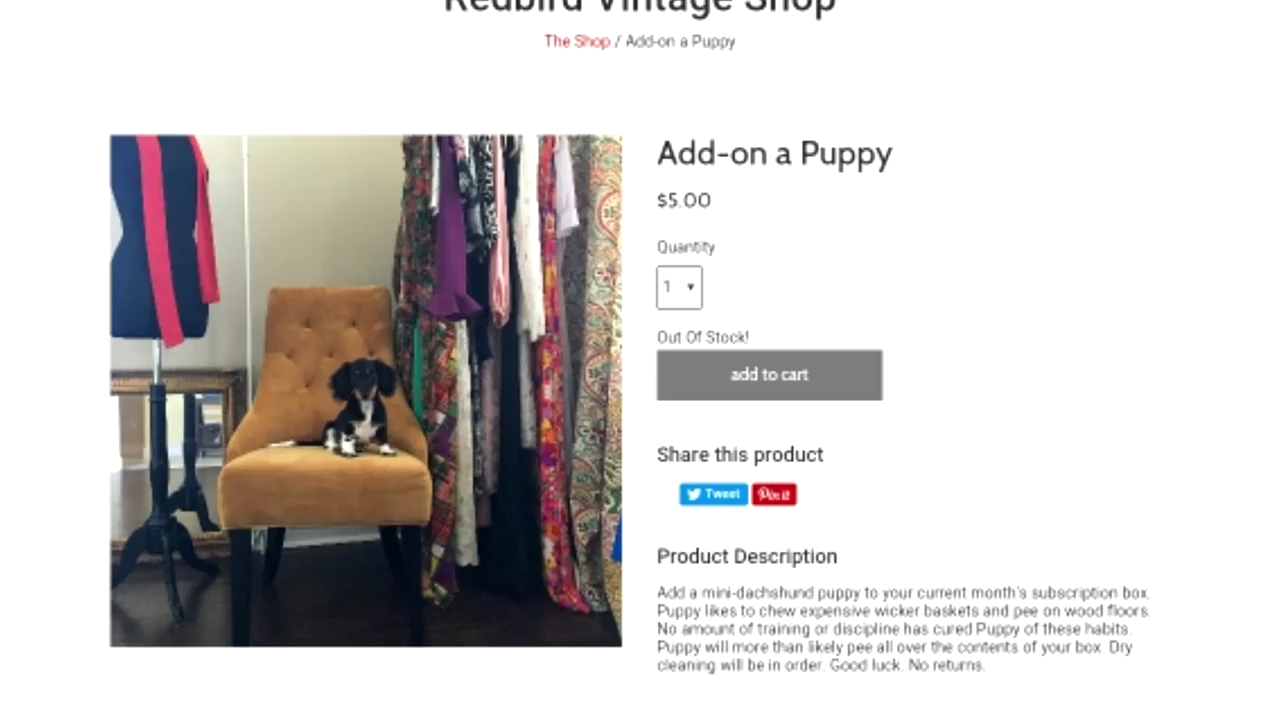 Redbird Vintage Shop
The Shop / Add-on a Puppy
Add-on a Puppy
$5.00
Quantity
1
Out Of Stock!
add to cart
Share this product
Tweet Pin it
Product Description
Add a mini-dachshund puppy to your current month's subscription box.
Puppy likes to chew expensive wicker baskets and pee on wood floors.
No amount of training or discipline has cured Puppy of these habits.
Puppy will more than likely pee all over the contents of your box. Dry
cleaning will be in order. Good luck. No returns.